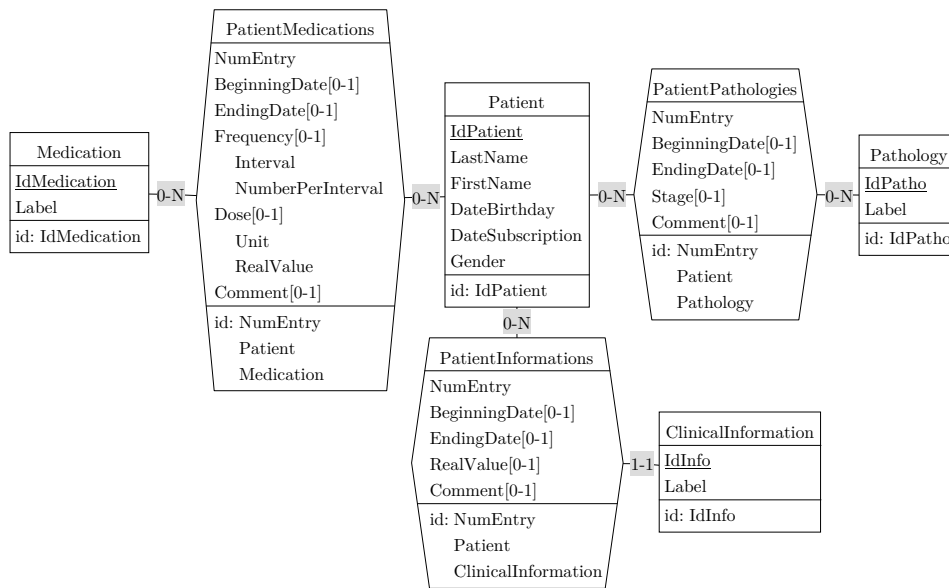 PatientMedications
NumEntry
BeginningDate[0-1]
EndingDate[0-1]
Frequency[0-1]
Interval
NumberPerInterval
Dose[0-1]
Unit
RealValue
Comment[0-1]
id: NumEntry
Patient
Medication
Medication
IdMedication
Label
id: IdMedication
0-N
0-N
Patient
IdPatient
LastName
FirstName
DateBirthday
DateSubscription
Gender
id: IdPatient
0-N
0-N
PatientPathologies
NumEntry
BeginningDate[0-1]
EndingDate[0-1]
Stage[0-1]
Comment[0-1]
id: NumEntry
Patient
Pathology
0-N
Pathology
IdPatho
Label
id: IdPatho
PatientInformations
NumEntry
BeginningDate[0-1]
EndingDate[0-1]
RealValue[0-1]
Comment[0-1]
id: NumEntry
Patient
ClinicalInformation
1-1
ClinicalInformation
IdInfo
Label
id: IdInfo